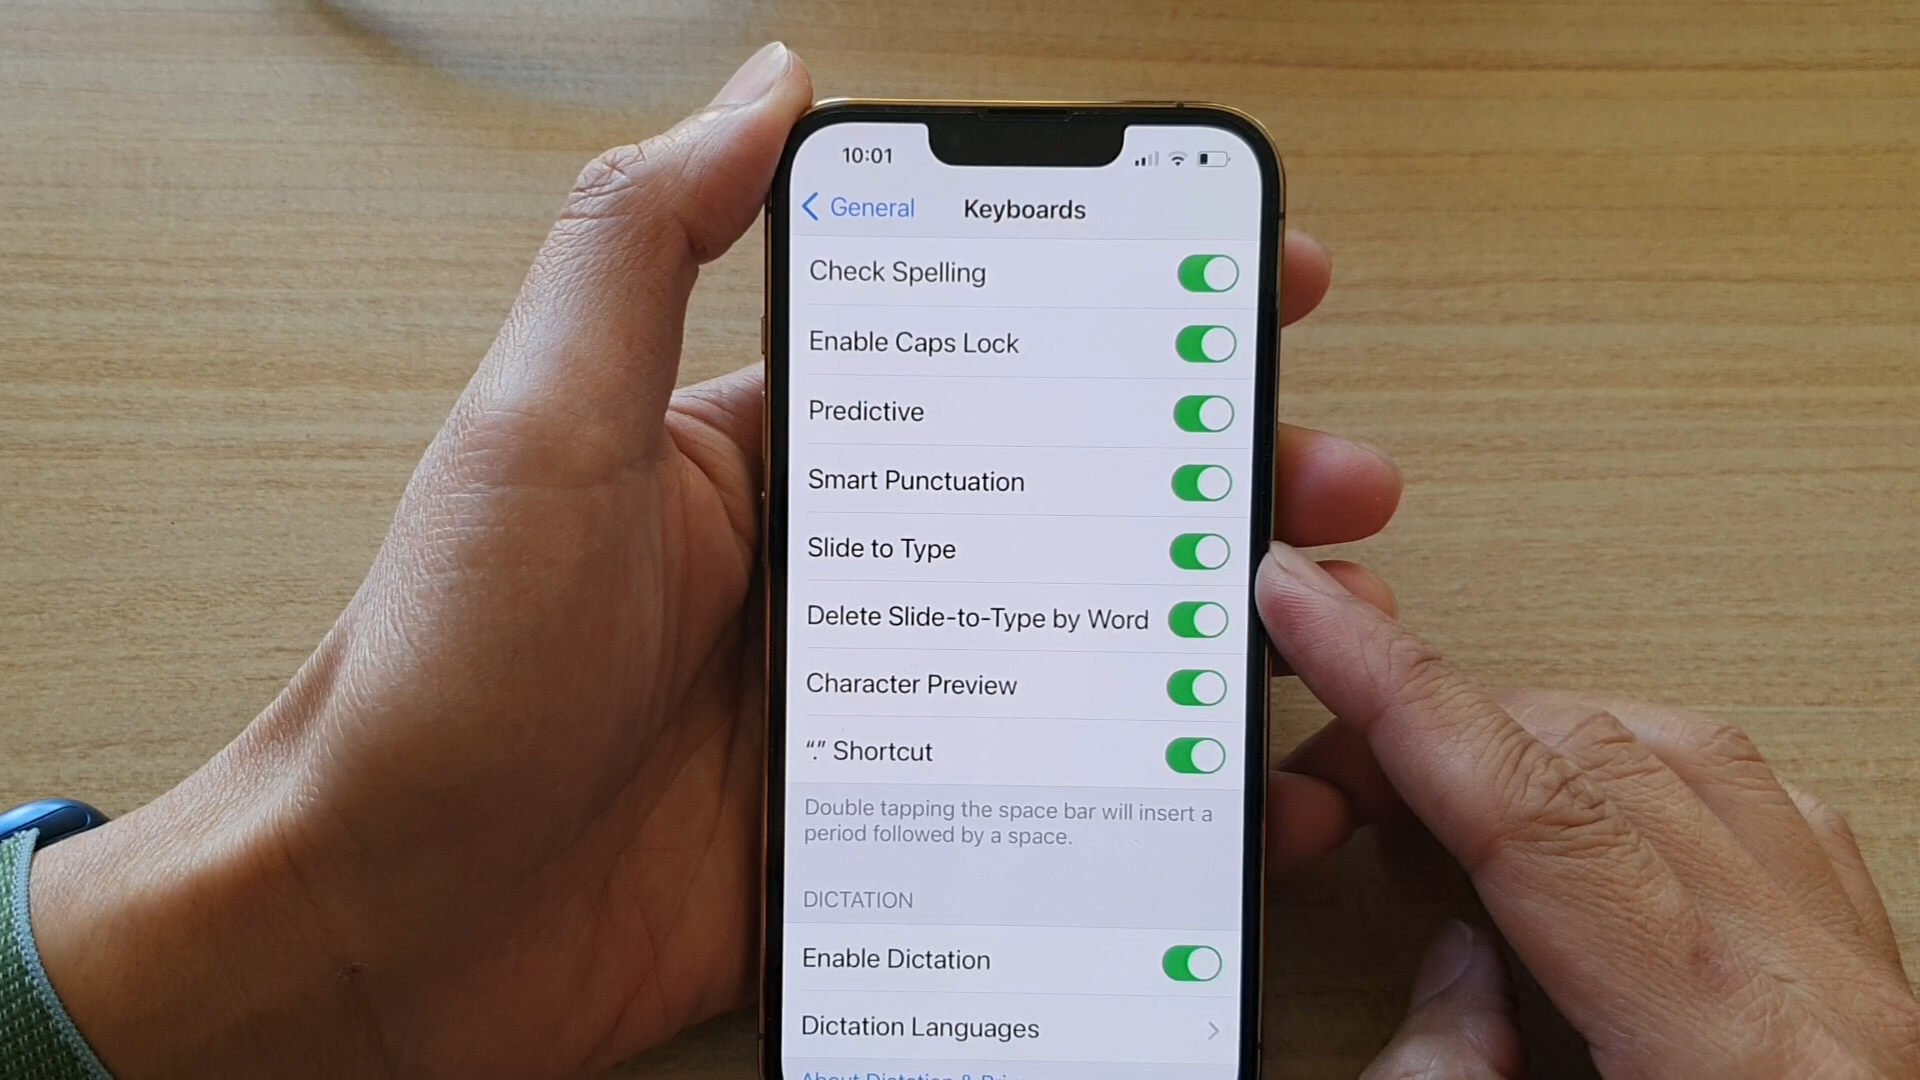 10:01
General
Keyboards
Check Spelling
Enable Caps Lock
Predictive
Smart Punctuation
Slide to Type
Delete Slide-to-Type by Word
Character Preview
“.” Shortcut
Double tapping the space bar will insert a
period followed by a space.
DICTATION
Enable Dictation
Dictation Languages
About Dictation &